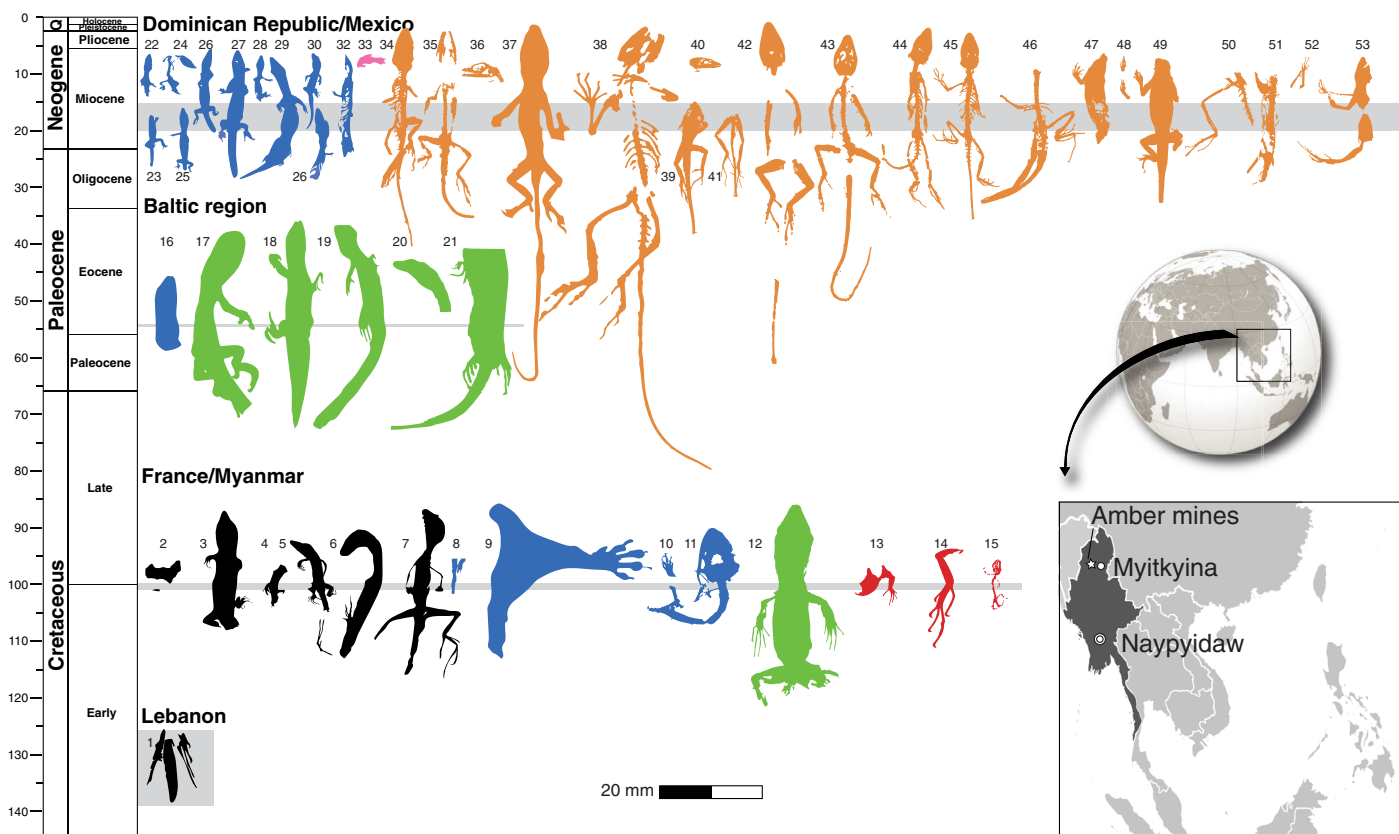 0
10
20
30
40
50
60
70
80
90
100
110
120
130
140
Q
Neogene
Paleocene
Cretaceous
Holocene
Pleistocene
Pliocene
Miocene
Oligocene
Eocene
Paleocene
Late
Early
Dominican Republic/Mexico
22 24 26 27 28 29 30 32 33 34 35 36 37 38 40 42 43 44 45 46 47 48 49 50 51 52 53
23 25 26 39 41
Baltic region
16 17 18 19 20 21
France/Myanmar
2 3 4 5 6 7 8 9 10 11 12 13 14 15
Lebanon
1
20 mm
Amber mines
Myitkyina
Naypyidaw